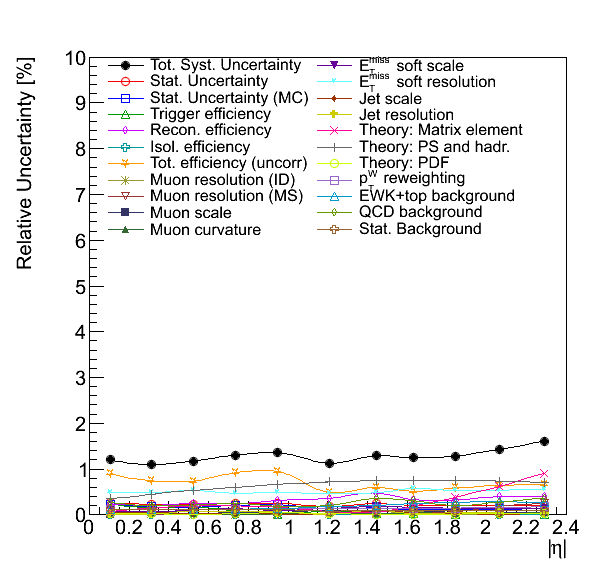 Relative Uncertainty [%]
10
9
8
7
6
5
4
3
2
1
0
Tot. Syst. Uncertainty
Stat. Uncertainty
Stat. Uncertainty (MC)
Trigger efficiency
Recon. efficiency
Isol. efficiency
Tot. efficiency (uncorr)
Muon resolution (ID)
Muon resolution (MS)
Muon scale
Muon curvature
E_T^miss soft scale
E_T^miss soft resolution
Jet scale
Jet resolution
Theory: Matrix element
Theory: PS and hadr.
Theory: PDF
p_T^W reweighting
EWK+top background
QCD background
Stat. Background
0 0.2 0.4 0.6 0.8 1 1.2 1.4 1.6 1.8 2 2.2 2.4
|η|